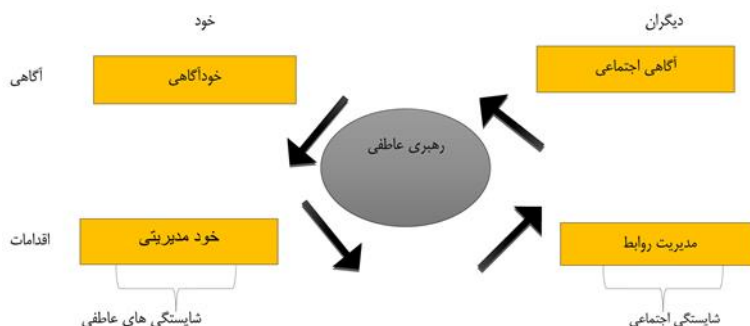 دیگران
خود
آگاهی اجتماعی
خودآگاهی
آگاهی
رهبری عاطفی
مدیریت روابط
خود مدیریتی
اقدامات
شایستگی اجتماعی
شایستگی های عاطفی